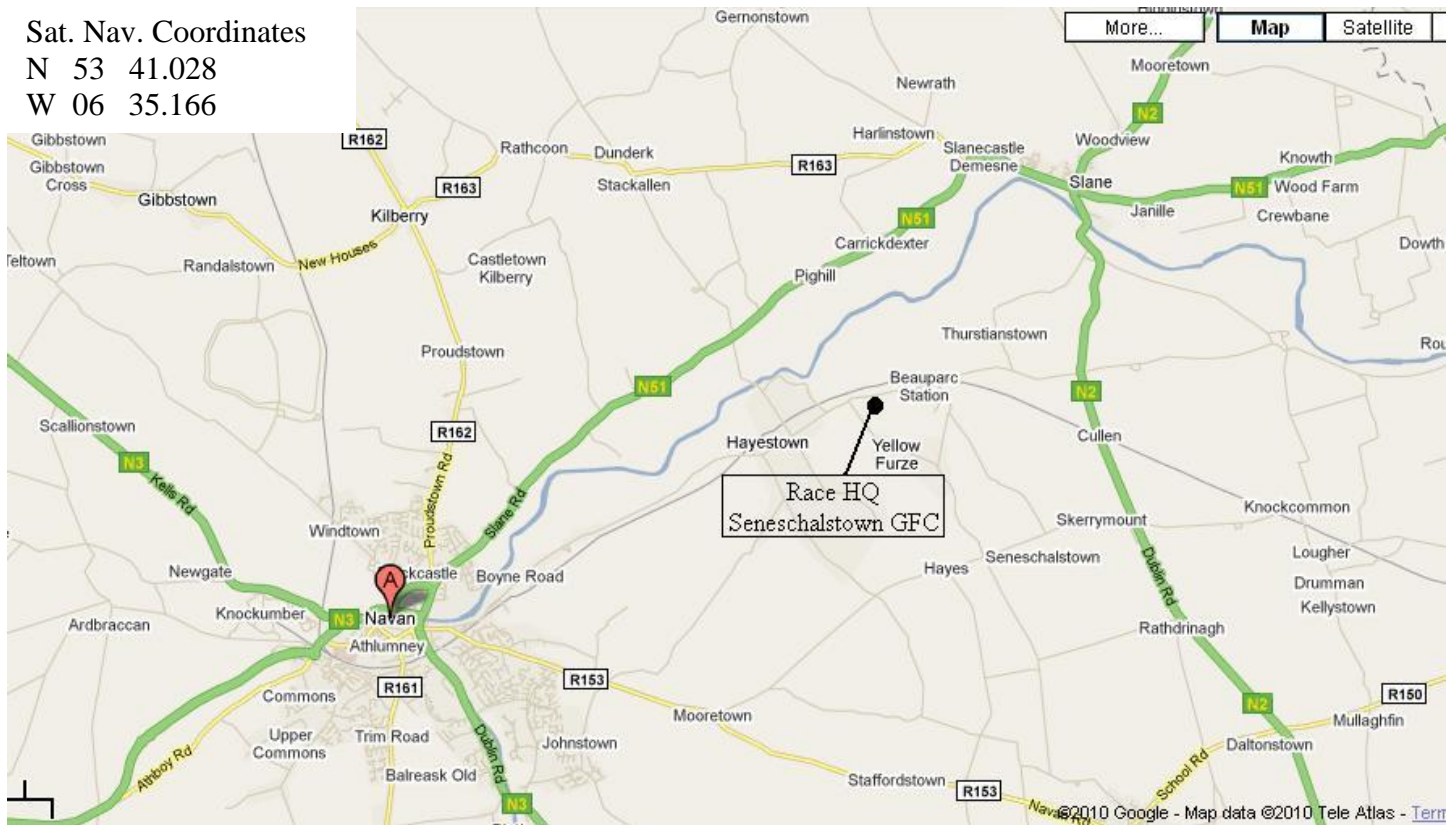 Sat. Nav. Coordinates
N 53 41.028
W 06 35.166
Gernonstown
More...
Map
Satellite
Mooretown
Newrath
N2
Gibbstown
R162
Rathcoon
Dunderk
Harlinstown
Woodview
Slanecastle
Demesne
Knowth
Gibbstown
Cross
R163
R163
Stackallen
Slane
N51
Wood Farm
Gibbstown
Kilberry
Janille
Crewbane
N51
Carrickdexter
Dowth
Teltown
Randalstown
New Houses
Castletown
Kilberry
Pighill
Thurstianstown
Proudstown
Rou
N51
Beauparc
Station
N2
Scallionstown
R162
Hayestown
Yellow
Furze
Cullen
N3
Kells Rd
Proudstown Rd
Slane Rd
Race HQ
Seneschalstown GFC
Knockcommon
Windtown
Skerrymount
Dublin Rd
Lougher
Newgate
A
ckcastle
Boyne Road
Hayes
Seneschalstown
Drumman
Kellystown
Ardbraccan
Knockumber
N3
Navan
Rathdrinagh
Athlumney
R153
R161
Commons
R150
Mooretown
N2
Mullaghfin
Upper
Commons
Trim Road
Dublin Rd
Johnstown
Daltonstown
Athboy Rd
Balreask Old
Staffordstown
R153
School Rd
N3
Navan Rd
©2010 Google - Map data ©2010 Tele Atlas - Term